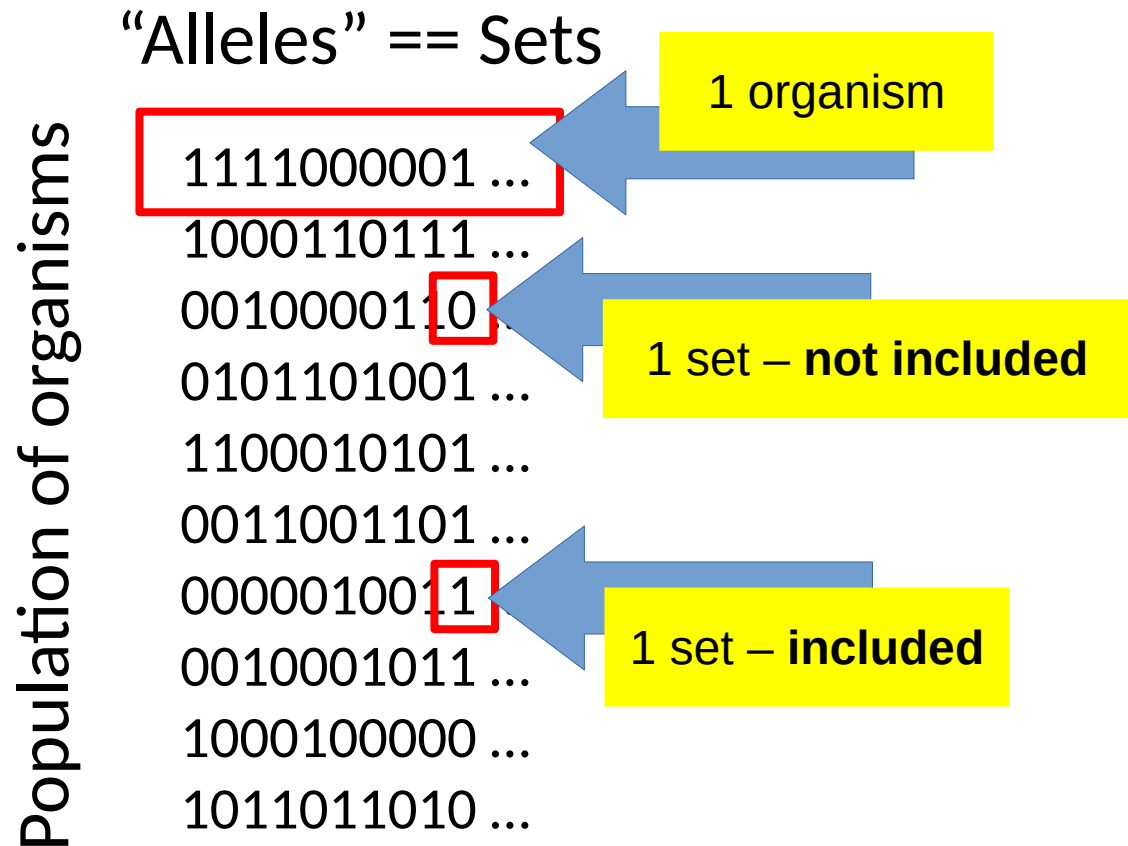 “Alleles” == Sets
Population of organisms
1 organism
1111000001 ...
1000110111 ...
0010000110 ...
1 set – not included
0101101001 ...
1100010101 ...
0011001101 ...
0000010011
1 set – included
0010001011 ...
1000100000 ...
1011011010 ...